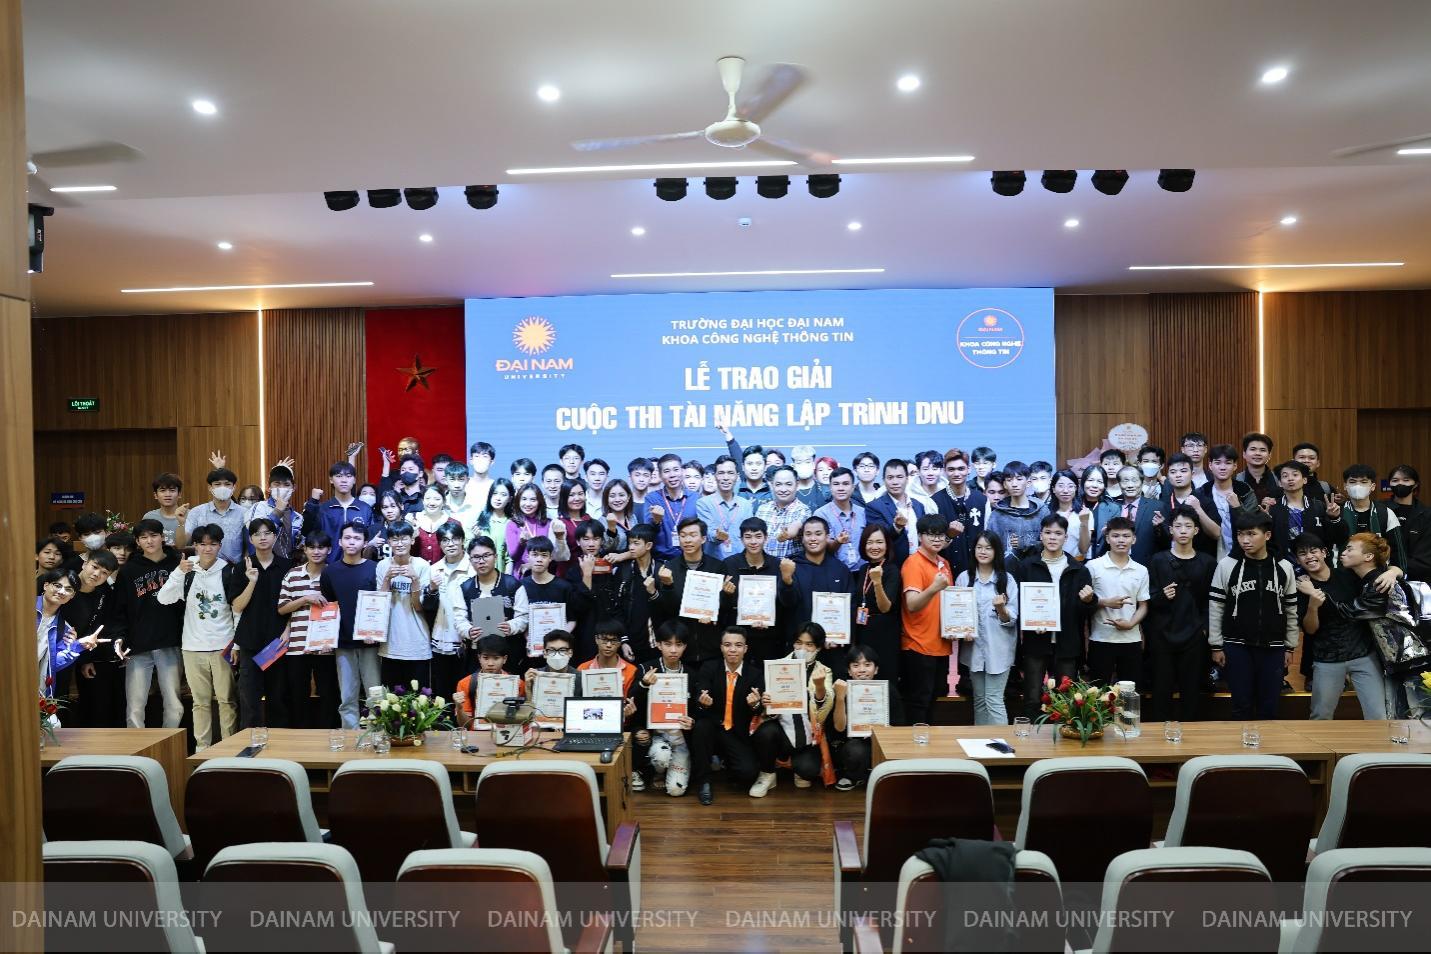 TRƯỜNG ĐẠI HỌC ĐẠI NAM
KHOA CÔNG NGHỆ THÔNG TIN
ĐẠI NAM
UNIVERSITY
ĐẠI NAM
KHOA CÔNG NGHỆ
THÔNG TIN
LỄ TRAO GIẢI
CUỘC THI TÀI NĂNG LẬP TRÌNH DNU
LỐI THOÁT
DAINAM UNIVERSITY DAINAM UNIVERSITY DAINAM UNIVERSITY DAINAM UNIVERSITY DAINAM UNIVERSITY DAINAM UNIVERSITY